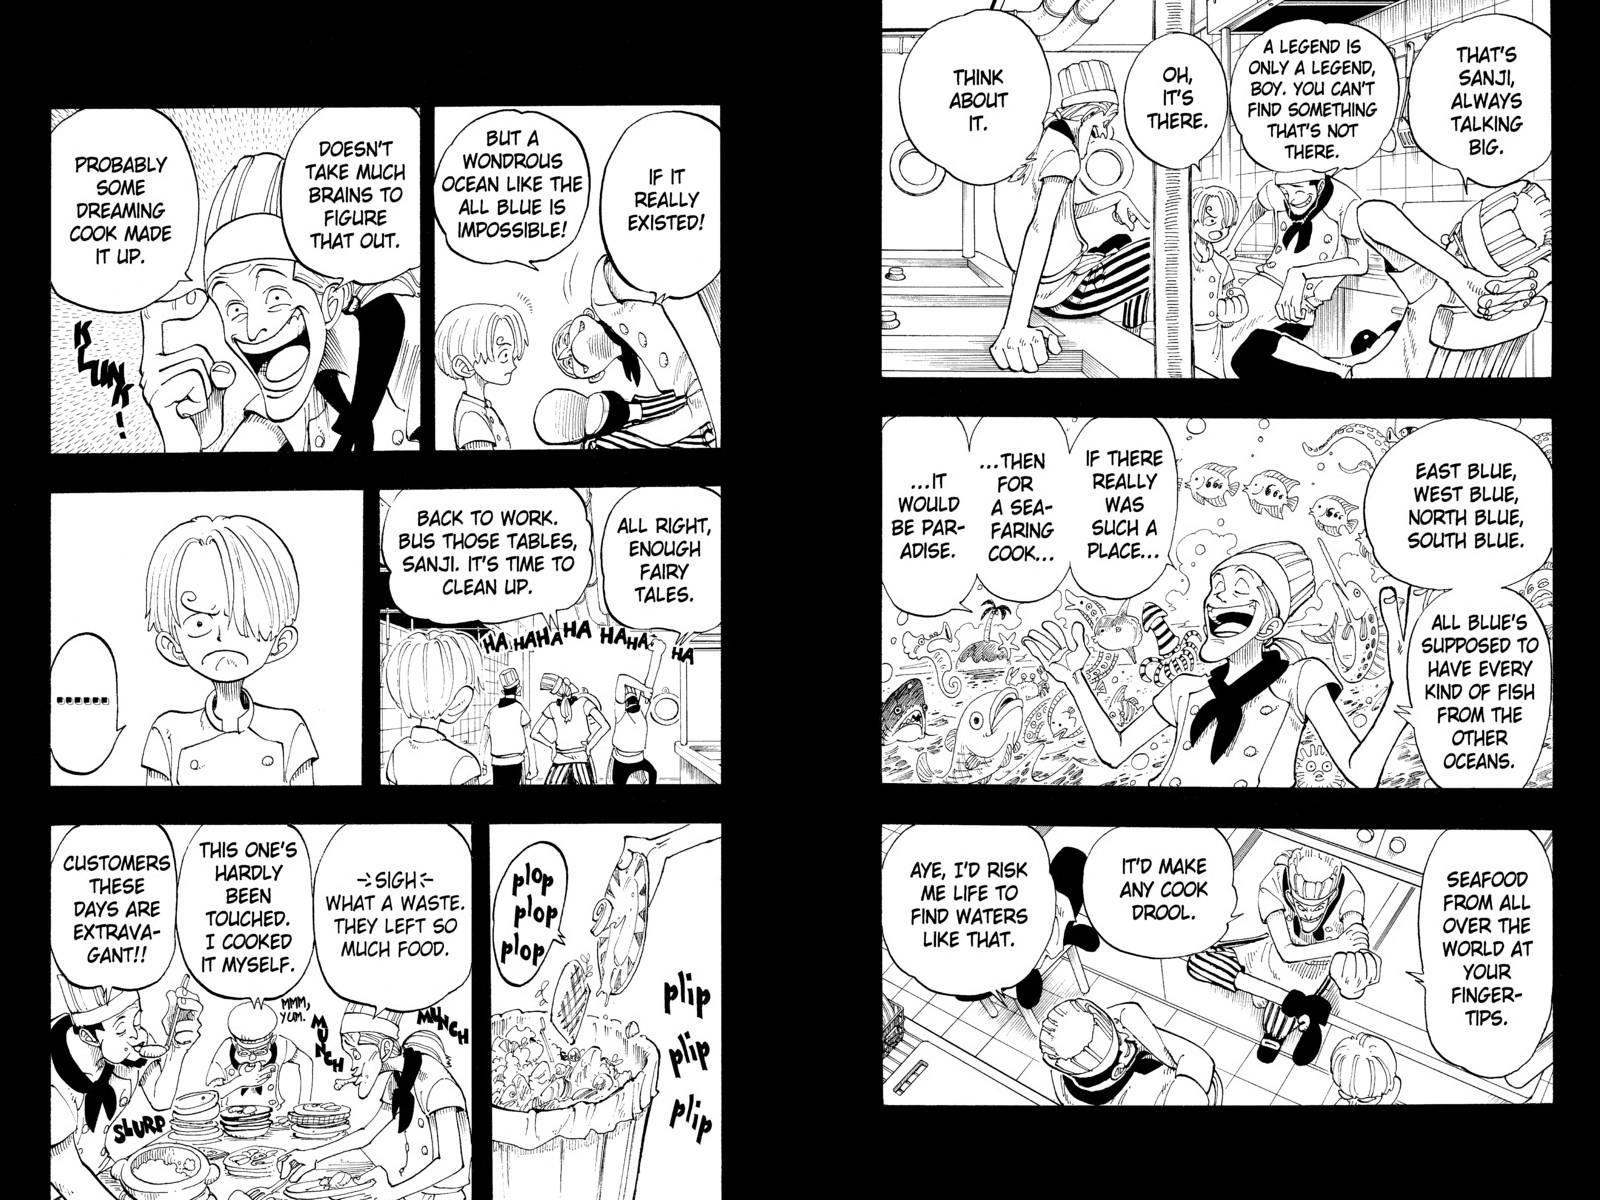 THAT'S
SANJI,
ALWAYS
TALKING
BIG.
A LEGEND IS
ONLY A LEGEND,
BOY. YOU CAN'T
FIND SOMETHING
THAT'S NOT
THERE.
OH,
IT'S
THERE.
THINK
ABOUT
IT.
EAST BLUE,
WEST BLUE,
NORTH BLUE,
SOUTH BLUE.
ALL BLUE'S
SUPPOSED TO
HAVE EVERY
KIND OF FISH
FROM THE
OTHER
OCEANS.
IF THERE
REALLY
WAS
SUCH A
PLACE...
...THEN
FOR
A SEA-
FARING
COOK...
...IT
WOULD
BE PAR-
ADISE.
SEAFOOD
FROM ALL
OVER THE
WORLD AT
YOUR
FINGER-
TIPS.
IT'D MAKE
ANY COOK
DROOL.
AYE, I'D RISK
ME LIFE TO
FIND WATERS
LIKE THAT.
IF IT
REALLY
EXISTED!
BUT A
WONDROUS
OCEAN LIKE THE
ALL BLUE IS
IMPOSSIBLE!
DOESN'T
TAKE MUCH
BRAINS TO
FIGURE
THAT OUT.
PROBABLY
SOME
DREAMING
COOK MADE
IT UP.
KLUNK!
ALL RIGHT,
ENOUGH
FAIRY
TALES.
BACK TO WORK.
BUS THOSE TABLES,
SANJI. IT'S TIME TO
CLEAN UP.
HA HAHAHA HAHA HA
......
plop
plop
plop
plip
plip
plip
SIGH
WHAT A WASTE.
THEY LEFT SO
MUCH FOOD.
THIS ONE'S
HARDLY
BEEN
TOUCHED.
I COOKED
IT MYSELF.
CUSTOMERS
THESE
DAYS ARE
EXTRAVA-
GANT!!
MUNCH
MUNCH
MMM,
YUM.
SLURP